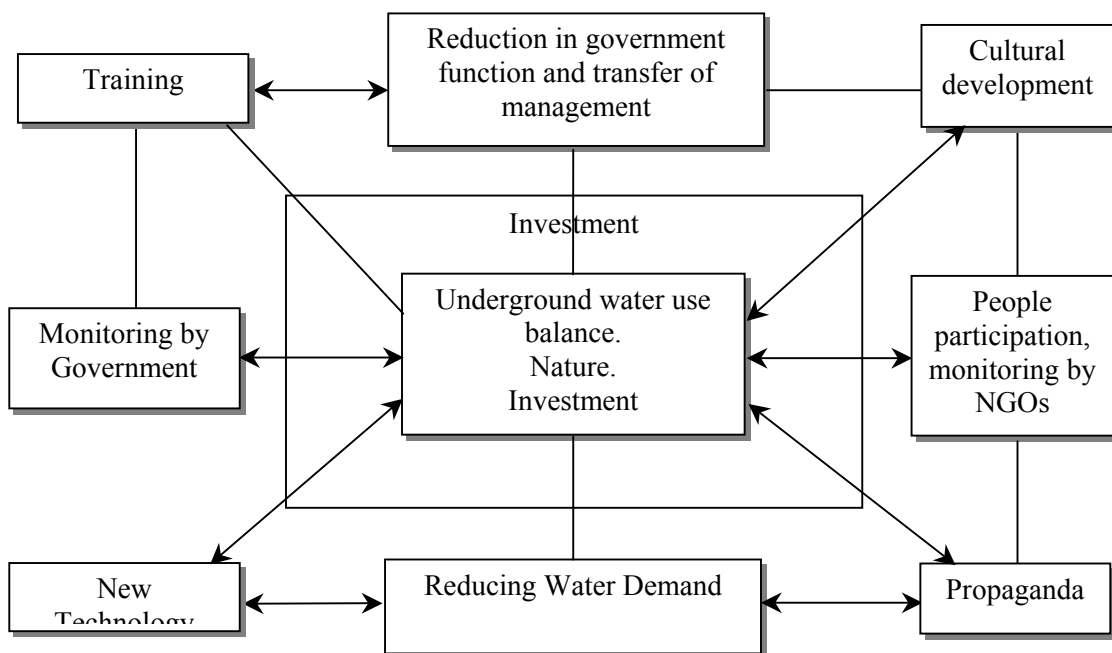 Training
Reduction in government
function and transfer of
management
Cultural
development
Investment
Monitoring by
Government
Underground water use
balance.
Nature.
Investment
People
participation,
monitoring by
NGOs
New
Technology
Reducing Water Demand
Propaganda